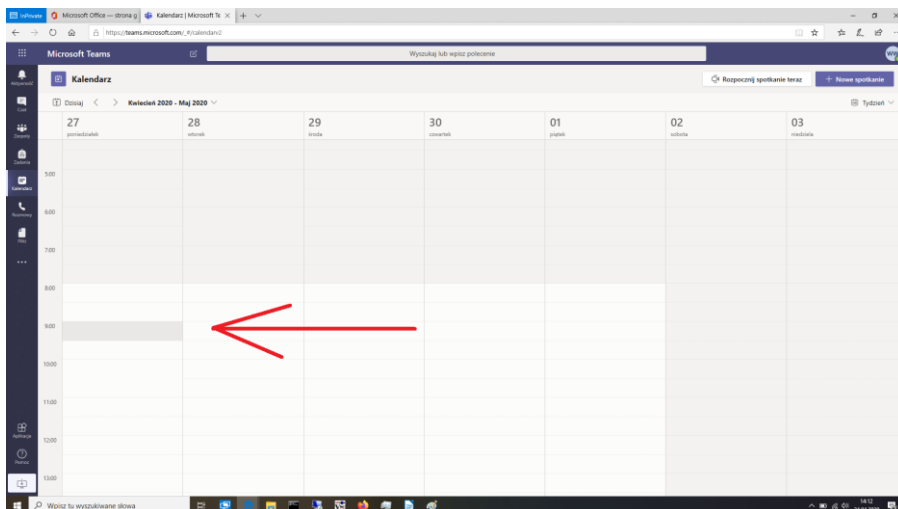 InPrivate
Microsoft Office — strona g
Kalendarz | Microsoft Te
https://teams.microsoft.com/_#/calendarv2
Microsoft Teams
Wyszukaj lub wpisz polecenie
WW
Aktywność
Kalendarz
Rozpocznij spotkanie teraz
+ Nowe spotkanie
Czat
Dzisiaj
Kwiecień 2020 - Maj 2020
Tydzień
27
28
29
30
01
02
03
poniedziałek
wtorek
środa
czwartek
piątek
sobota
niedziela
Zespoły
Zadania
Kalendarz
Rozmowy
Pliki
5:00
6:00
7:00
8:00
9:00
10:00
11:00
12:00
13:00
Aplikacje
Pomoc
Wpisz tu wyszukiwane słowa
14:12